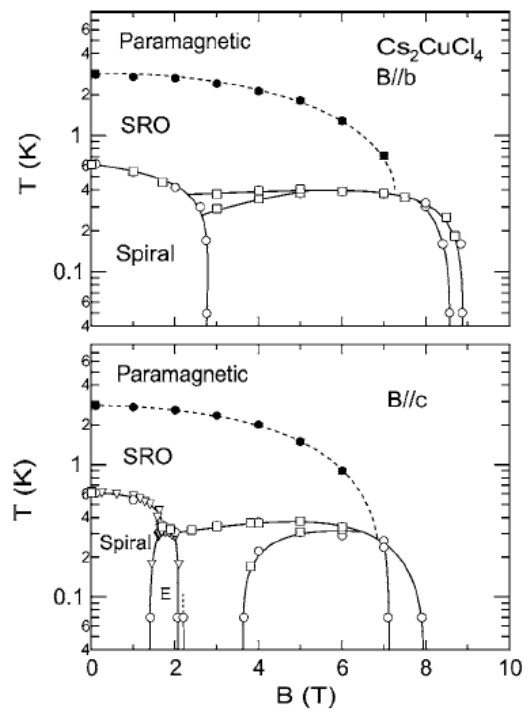 Paramagnetic
Cs₂CuCl₄
B//b
SRO
Spiral
T (K)
6
4
2
1
6
4
2
0.1
6
4
Paramagnetic
B//c
SRO
Spiral
E
T (K)
6
4
2
1
6
4
2
0.1
6
4
0 2 4 6 8 10
B (T)